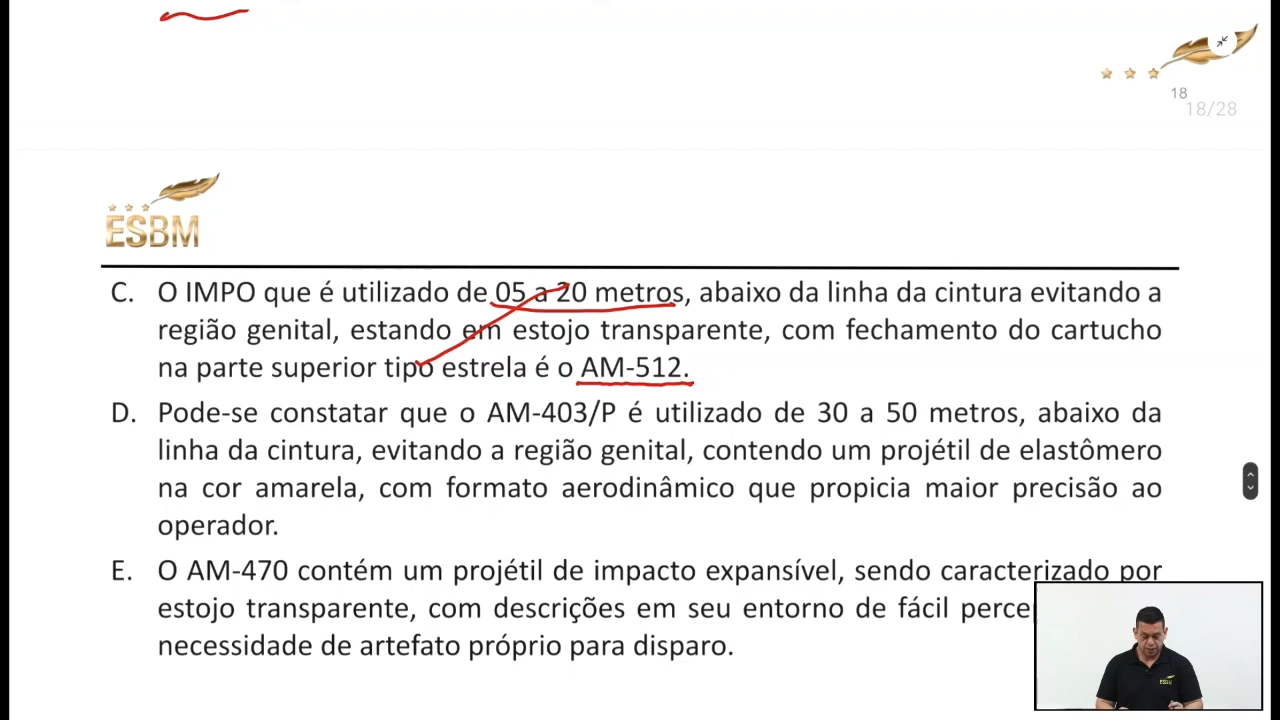 18
18/28
ESBM
C. O IMPO que é utilizado de 05 a 20 metros, abaixo da linha da cintura evitando a
região genital, estando em estojo transparente, com fechamento do cartucho
na parte superior tipo estrela é o AM-512.
D. Pode-se constatar que o AM-403/P é utilizado de 30 a 50 metros, abaixo da
linha da cintura, evitando a região genital, contendo um projétil de elastômero
na cor amarela, com formato aerodinâmico que propicia maior precisão ao
operador.
E. O AM-470 contém um projétil de impacto expansível, sendo caracterizado por
estojo transparente, com descrições em seu entorno de fácil
necessidade de artefato próprio para disparo.
ESBM